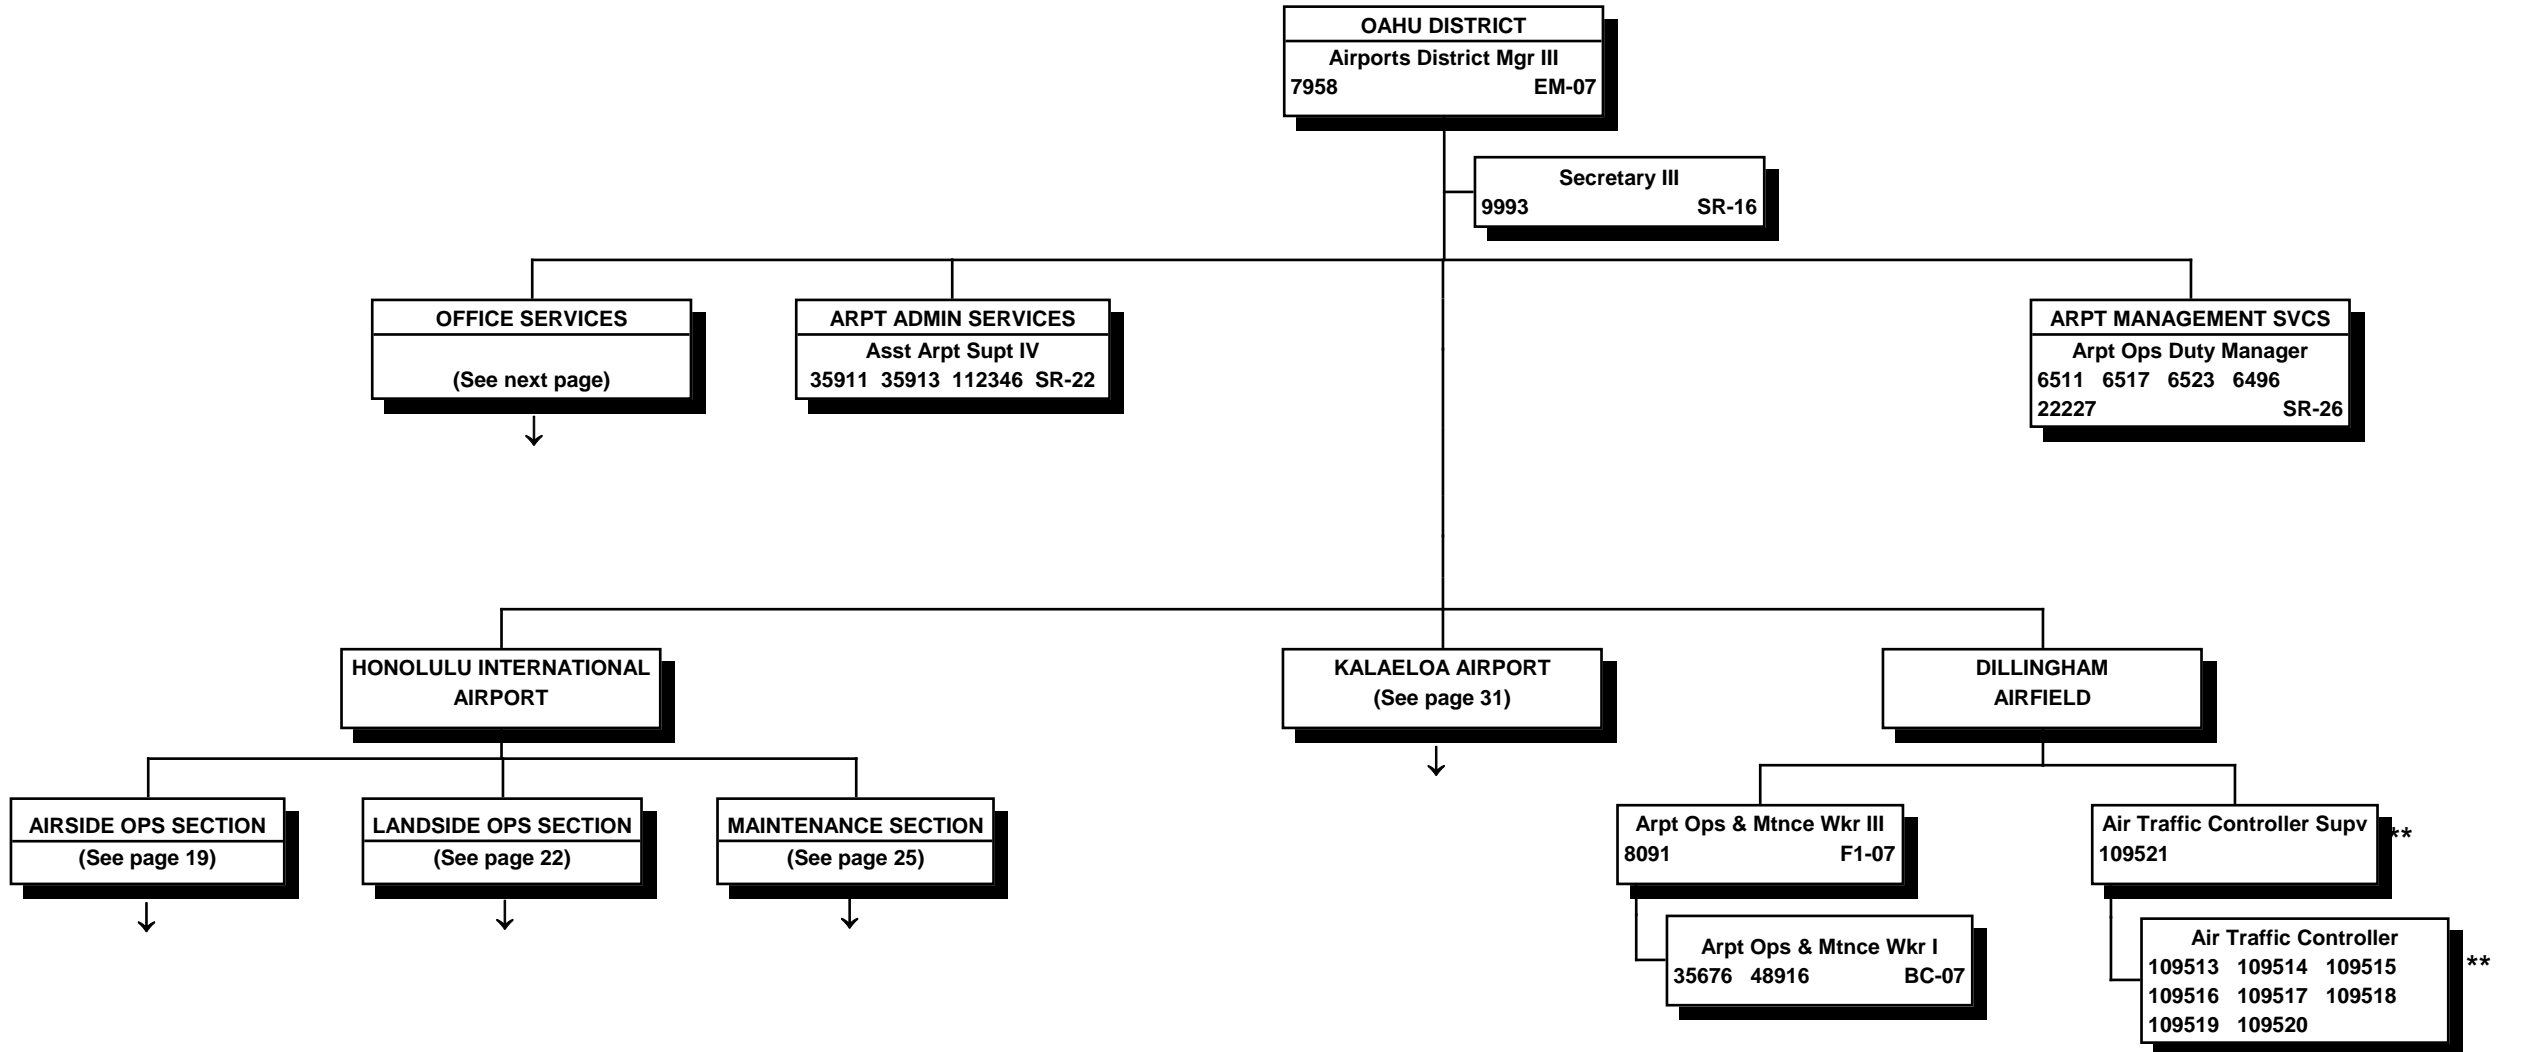 OAHU DISTRICT
Airports District Mgr III
7958 EM-07
Secretary III
9993 SR-16
OFFICE SERVICES
(See next page)
ARPT ADMIN SERVICES
Asst Arpt Supt IV
35911 35913 112346 SR-22
ARPT MANAGEMENT SVCS
Arpt Ops Duty Manager
6511 6517 6523 6496
22227 SR-26
HONOLULU INTERNATIONAL
AIRPORT
KALAELOA AIRPORT
(See page 31)
DILLINGHAM
AIRFIELD
AIRSIDE OPS SECTION
(See page 19)
LANDSIDE OPS SECTION
(See page 22)
MAINTENANCE SECTION
(See page 25)
Arpt Ops & Mtnce Wkr III
8091 F1-07
Arpt Ops & Mtnce Wkr I
35676 48916 BC-07
Air Traffic Controller Supv **
109521
Air Traffic Controller
109513 109514 109515 **
109516 109517 109518
109519 109520